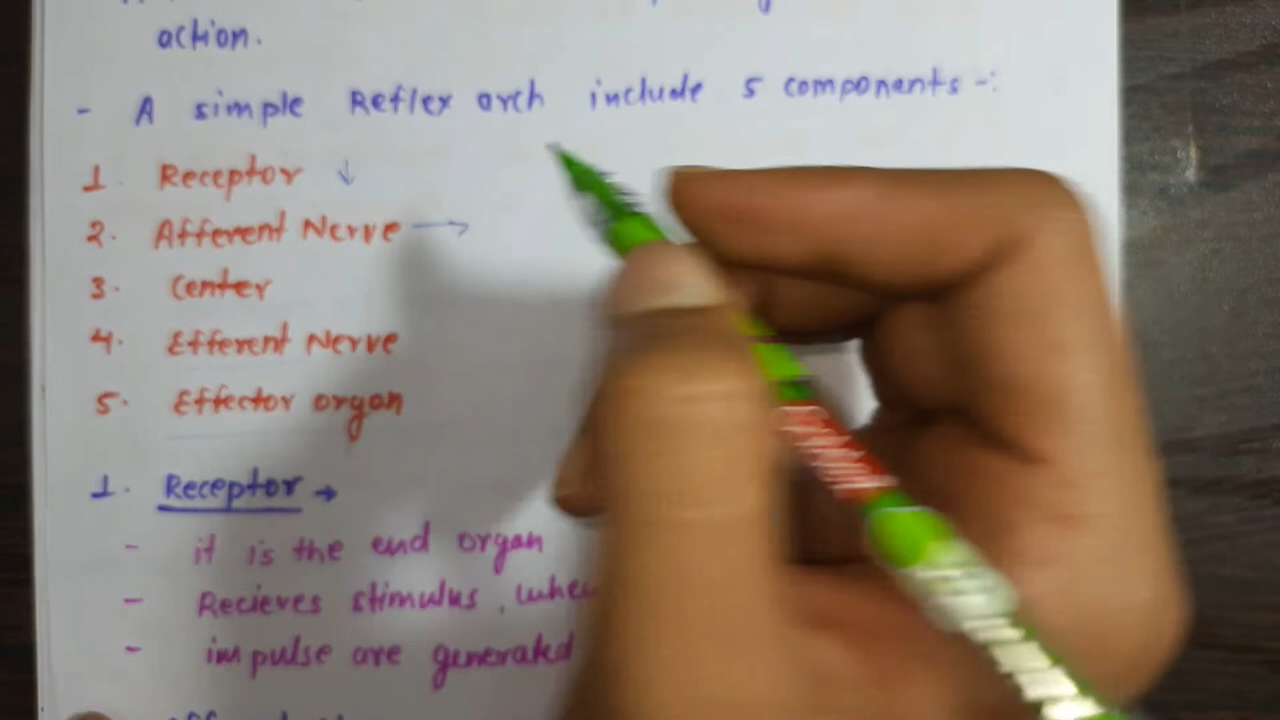 action.
- A simple Reflex arch include 5 components -:
1. Receptor ↓
2. Afferent Nerve →
3. Center
4. Efferent Nerve
5. Effector organ
1. Receptor →
- it is the end organ
- Recieves stimulus, when
- impulse are generated